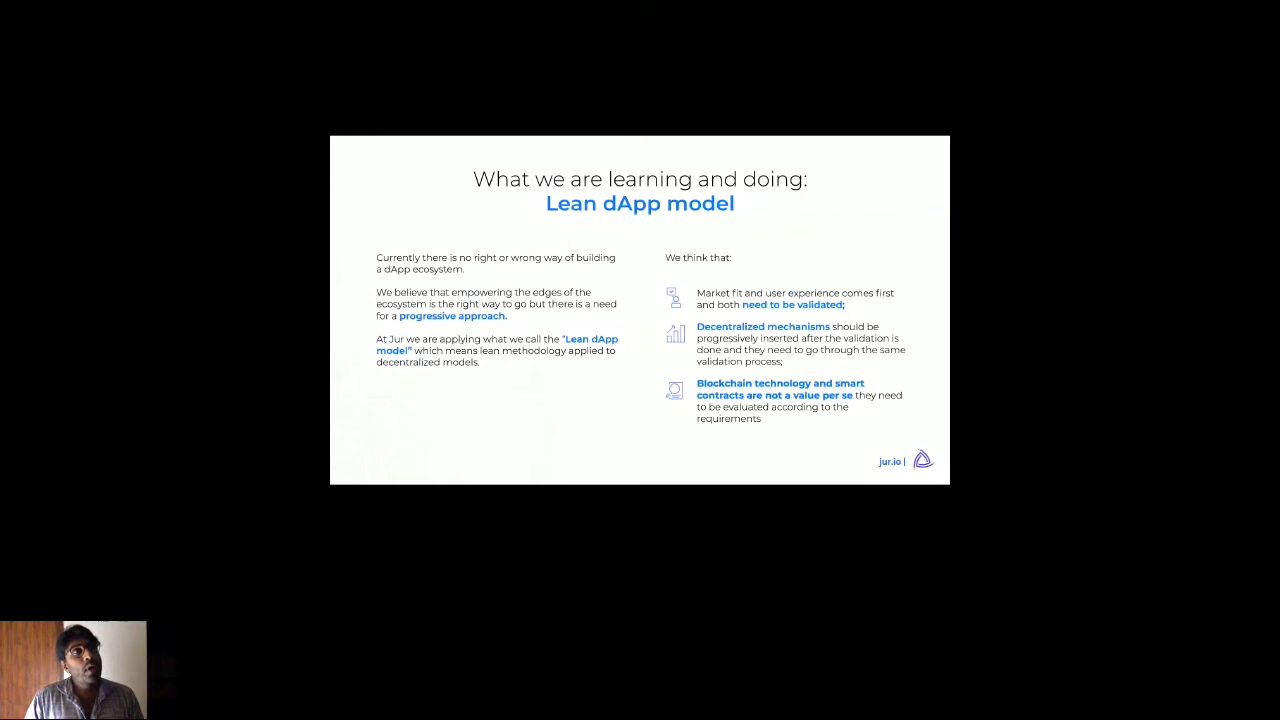 What we are learning and doing:
Lean dApp model
Currently there is no right or wrong way of building
a dApp ecosystem.
We believe that empowering the edges of the
ecosystem is the right way to go but there is a need
for a progressive approach.
At Jur we are applying what we call the “Lean dApp
model” which means lean methodology applied to
decentralized models.
We think that:
Market fit and user experience comes first
and both need to be validated;
Decentralized mechanisms should be
progressively inserted after the validation is
done and they need to go through the same
validation process;
Blockchain technology and smart
contracts are not a value per se they need
to be evaluated according to the
requirements
jur.io |